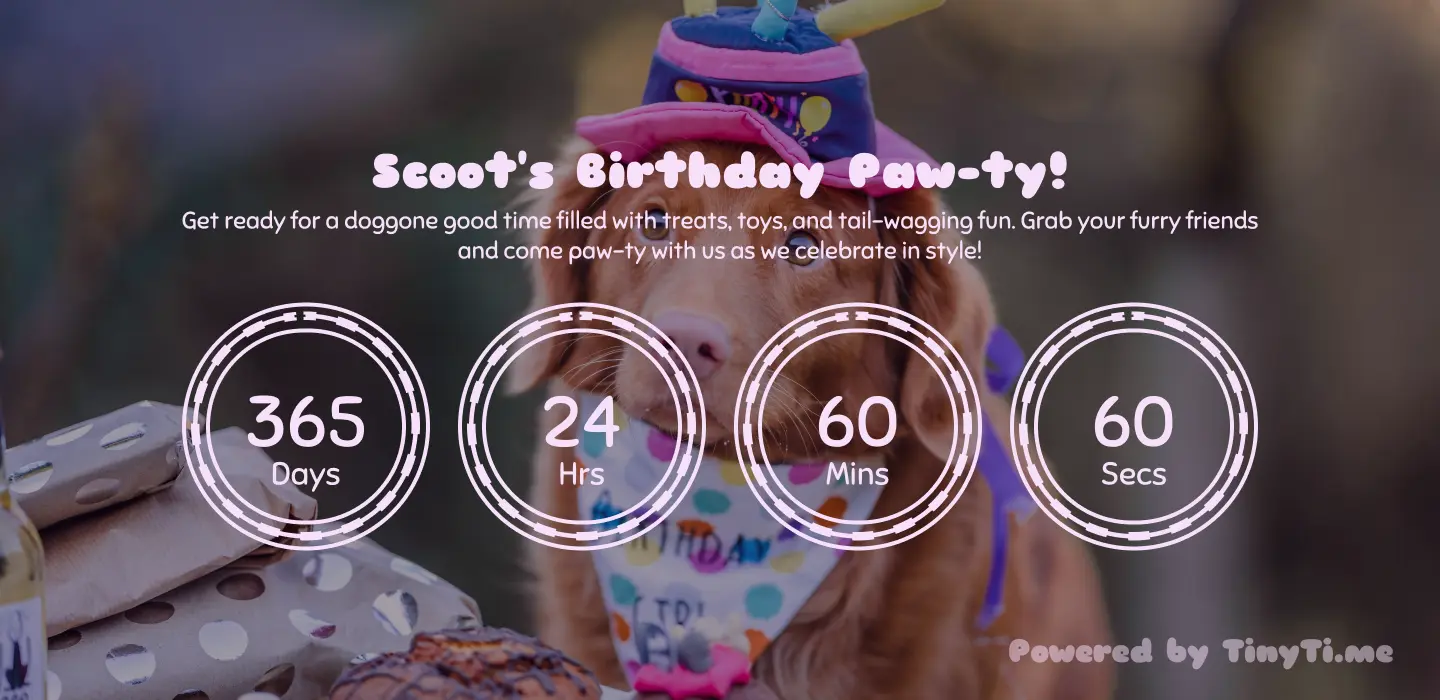 Scoot's Birthday Paw-ty!
Get ready for a doggone good time filled with treats, toys, and tail-wagging fun. Grab your furry friends
and come paw-ty with us as we celebrate in style!
365
Days
24
Hrs
60
Mins
60
Secs
BIRTHDAY
GIRL
Powered by TinyTi.me